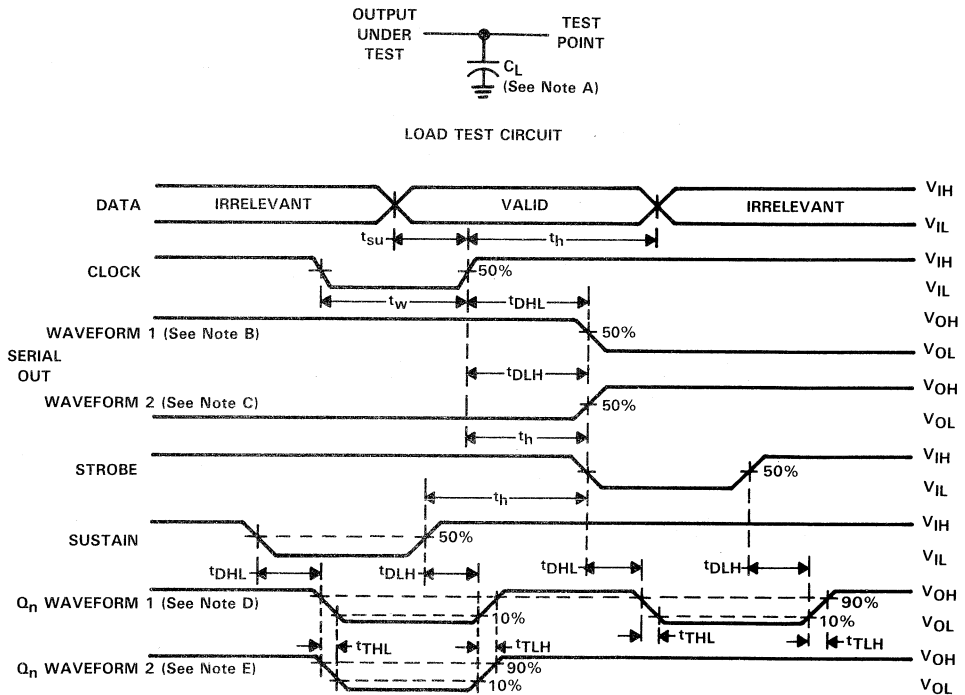 OUTPUT
UNDER
TEST
TEST
POINT
CL
(See Note A)
LOAD TEST CIRCUIT
DATA
IRRELEVANT
VALID
IRRELEVANT
VIH
VIL
tsu
th
CLOCK
50%
VIH
VIL
tw
tDHL
SERIAL
OUT
WAVEFORM 1 (See Note B)
50%
VOH
VOL
tDLH
WAVEFORM 2 (See Note C)
50%
VOH
VOL
th
STROBE
50%
VIH
VIL
th
SUSTAIN
50%
VIH
VIL
tDHL
tDLH
tDHL
tDLH
Qn WAVEFORM 1 (See Note D)
10%
90%
10%
VOH
VOL
tTHL
tTLH
tTHL
tTLH
Qn WAVEFORM 2 (See Note E)
90%
10%
VOH
VOL